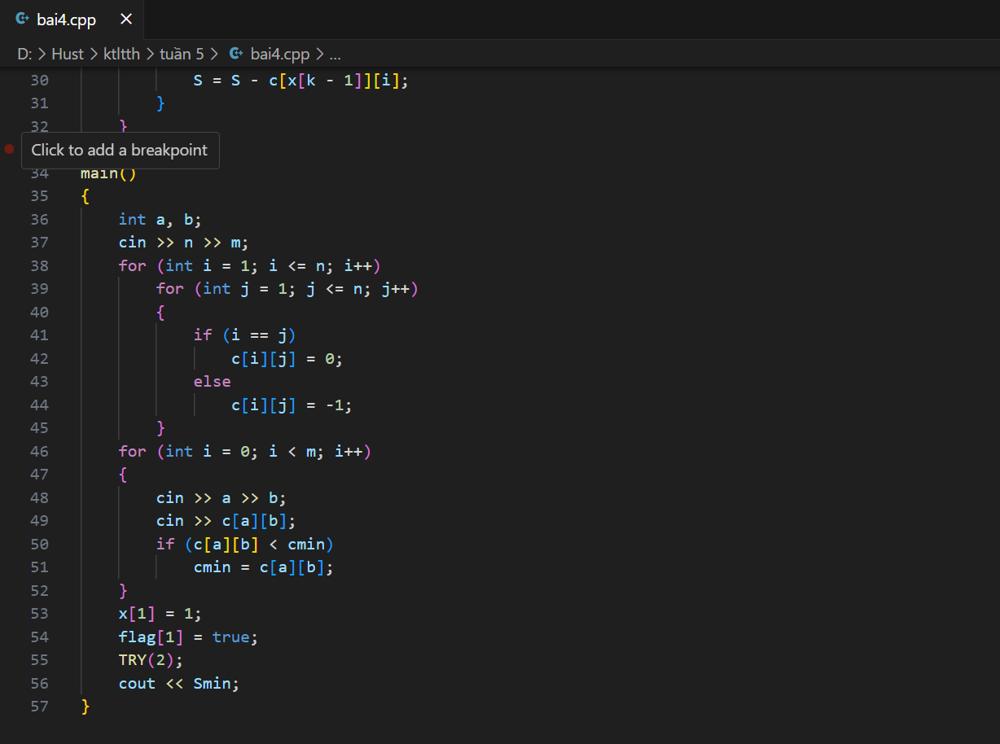 bai4.cpp
D: > Hust > ktltth > tuần 5 > bai4.cpp > ...
30 S = S - c[x[k - 1]][i];
31 }
32 }
Click to add a breakpoint
34 main()
35 {
36 int a, b;
37 cin >> n >> m;
38 for (int i = 1; i <= n; i++)
39 for (int j = 1; j <= n; j++)
40 {
41 if (i == j)
42 c[i][j] = 0;
43 else
44 c[i][j] = -1;
45 }
46 for (int i = 0; i < m; i++)
47 {
48 cin >> a >> b;
49 cin >> c[a][b];
50 if (c[a][b] < cmin)
51 cmin = c[a][b];
52 }
53 x[1] = 1;
54 flag[1] = true;
55 TRY(2);
56 cout << Smin;
57 }